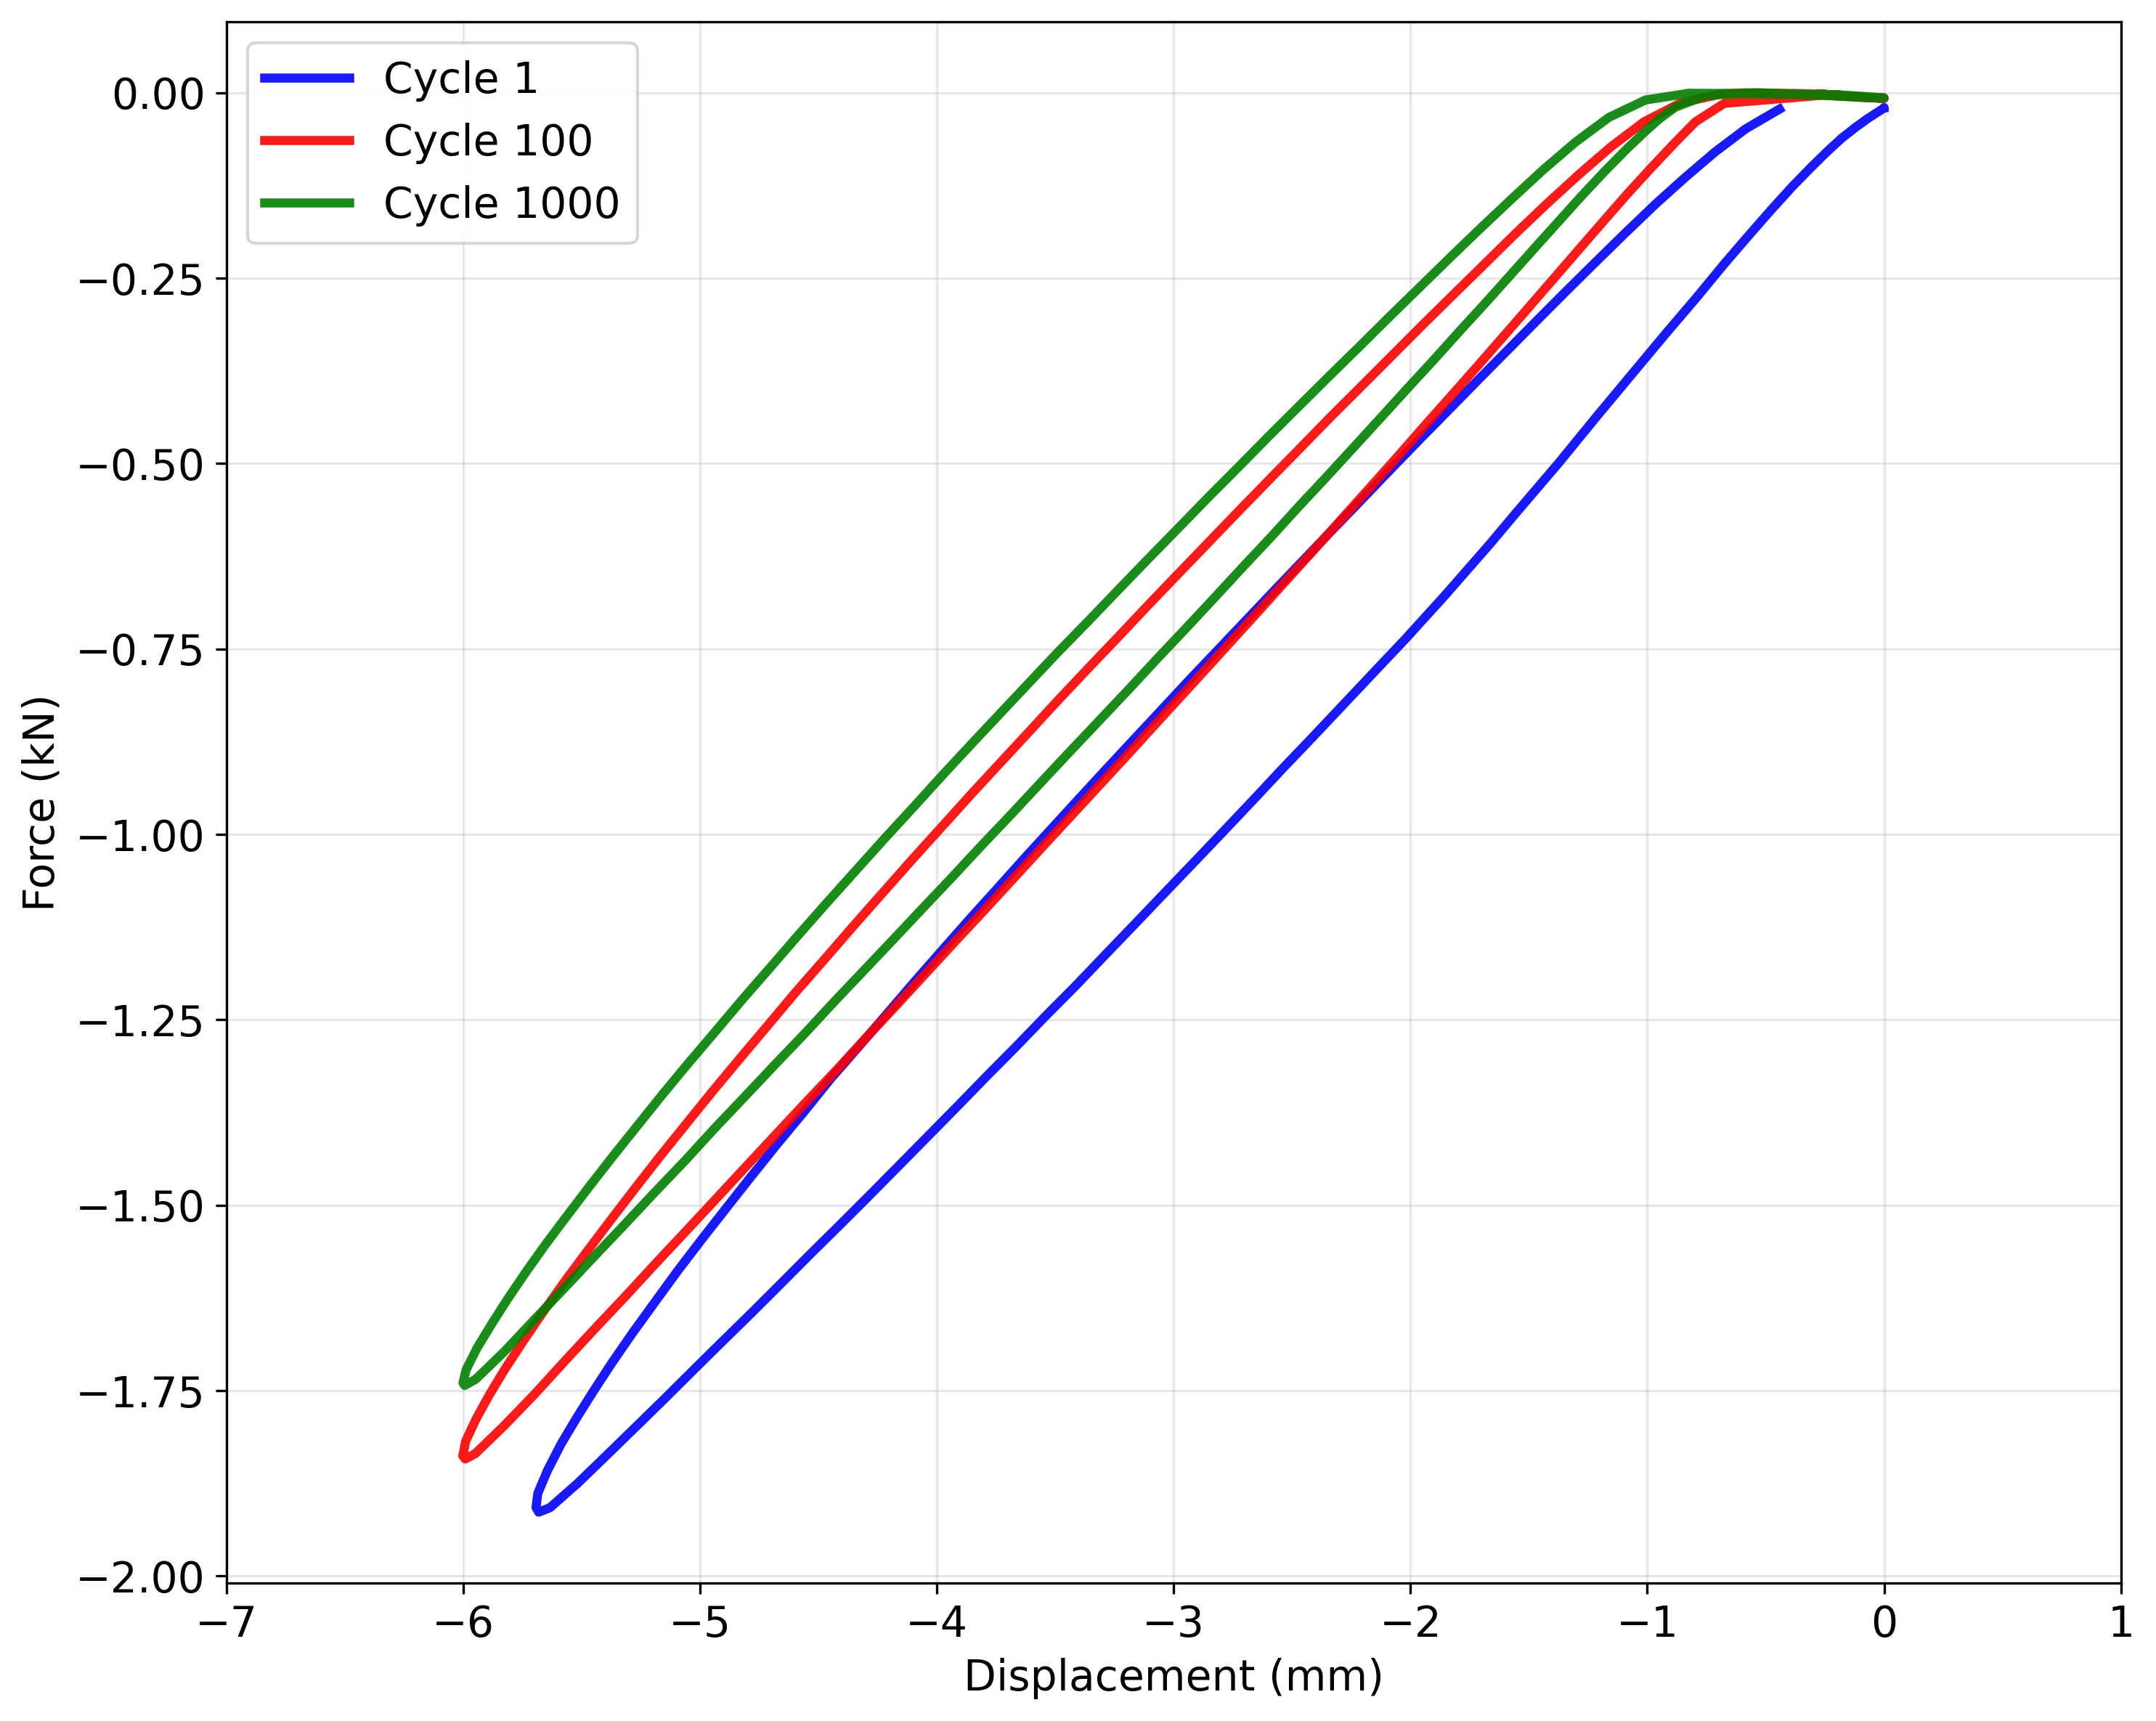 Cycle 1
Cycle 100
Cycle 1000
0.00
−0.25
−0.50
−0.75
−1.00
−1.25
−1.50
−1.75
−2.00
Force (kN)
−7 −6 −5 −4 −3 −2 −1 0 1
Displacement (mm)